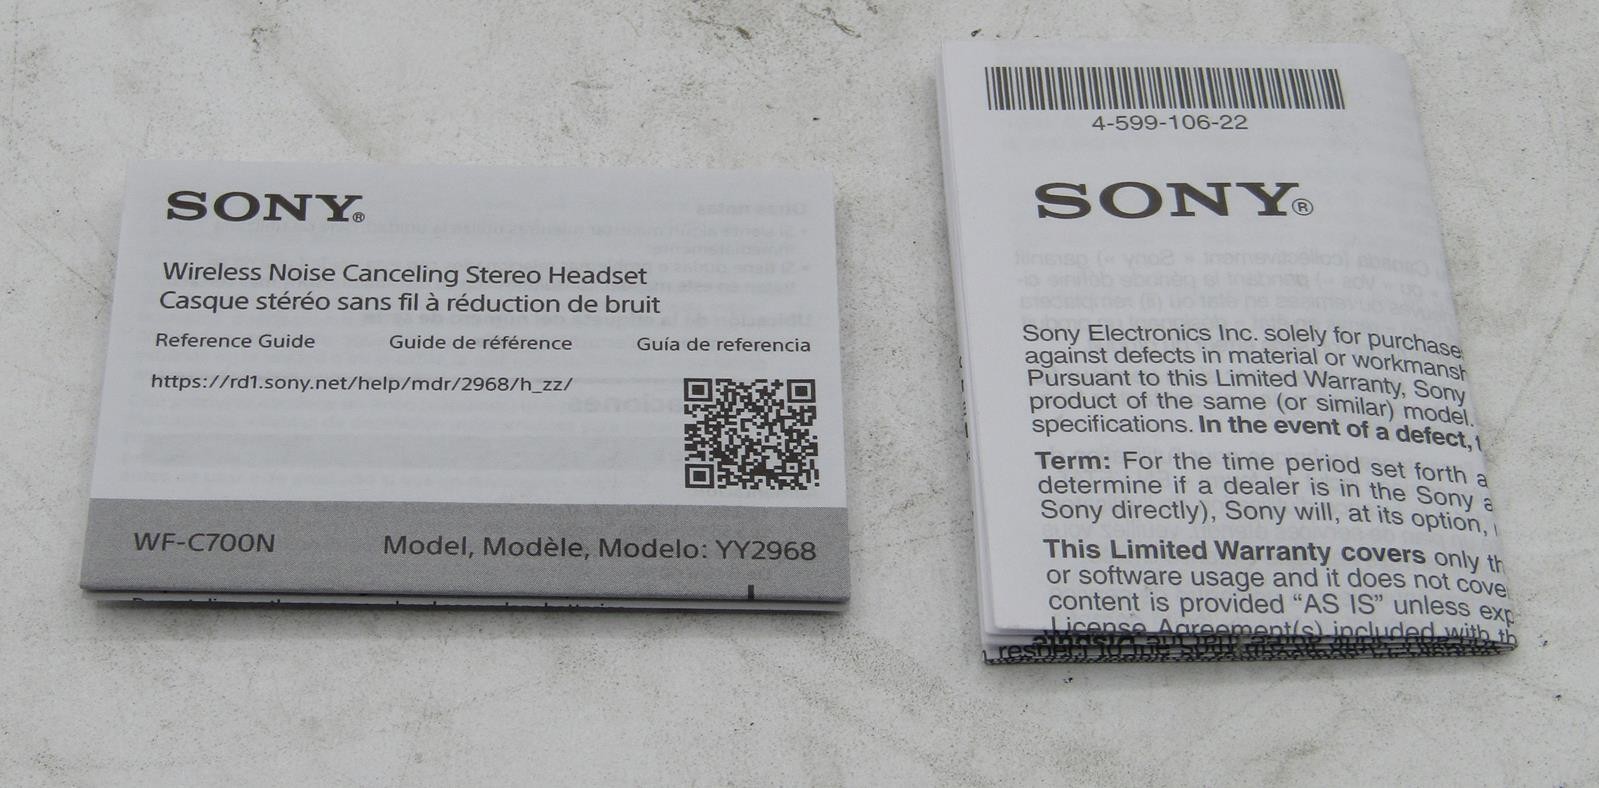 SONY®
Wireless Noise Canceling Stereo Headset
Casque stéréo sans fil à réduction de bruit
Reference Guide Guide de référence Guía de referencia
https://rd1.sony.net/help/mdr/2968/h_zz/
WF-C700N Model, Modèle, Modelo: YY2968
4-599-106-22
SONY®
Sony Electronics Inc. solely for purchase
against defects in material or workmansh
Pursuant to this Limited Warranty, Sony
product of the same (or similar) model.
specifications. In the event of a defect, t
Term: For the time period set forth a
determine if a dealer is in the Sony a
Sony directly), Sony will, at its option,
This Limited Warranty covers only th
or software usage and it does not cove
content is provided “AS IS” unless exp
License Agreement(s) included with th